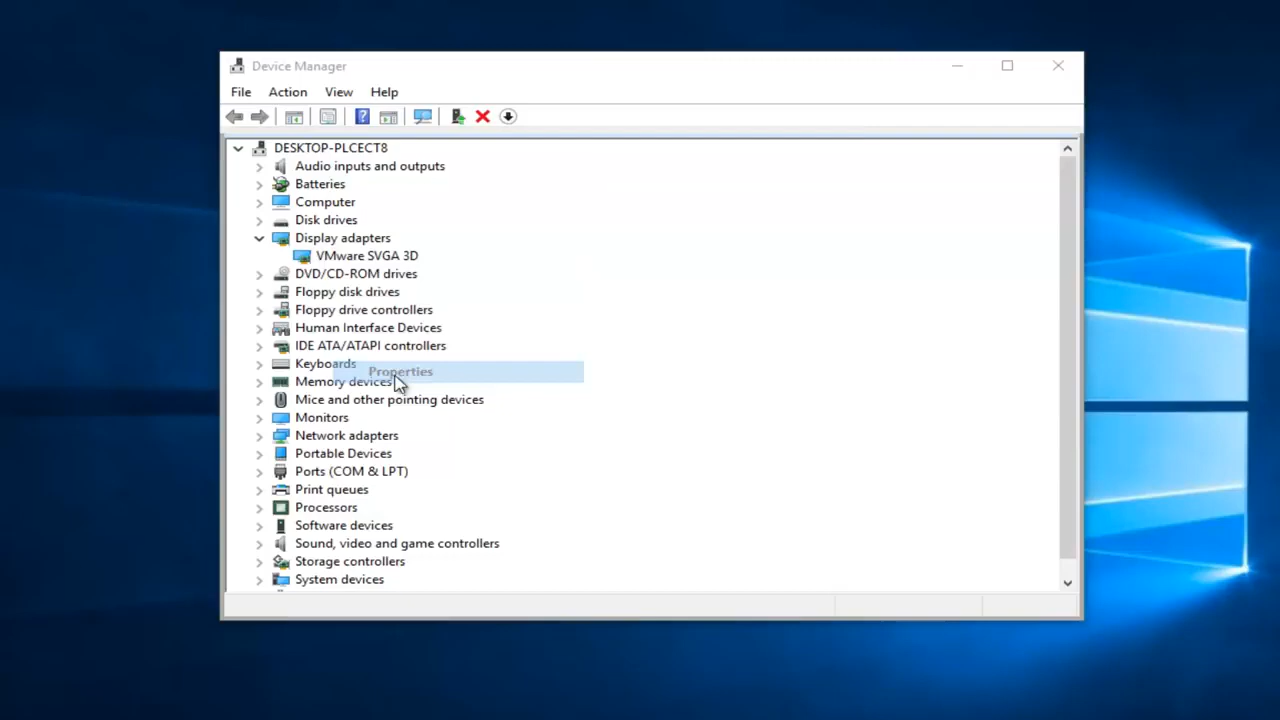 Device Manager
File Action View Help
DESKTOP-PLCECT8
Audio inputs and outputs
Batteries
Computer
Disk drives
Display adapters
VMware SVGA 3D
DVD/CD-ROM drives
Floppy disk drives
Floppy drive controllers
Human Interface Devices
IDE ATA/ATAPI controllers
Keyboards
Properties
Memory devices
Mice and other pointing devices
Monitors
Network adapters
Portable Devices
Ports (COM & LPT)
Print queues
Processors
Software devices
Sound, video and game controllers
Storage controllers
System devices